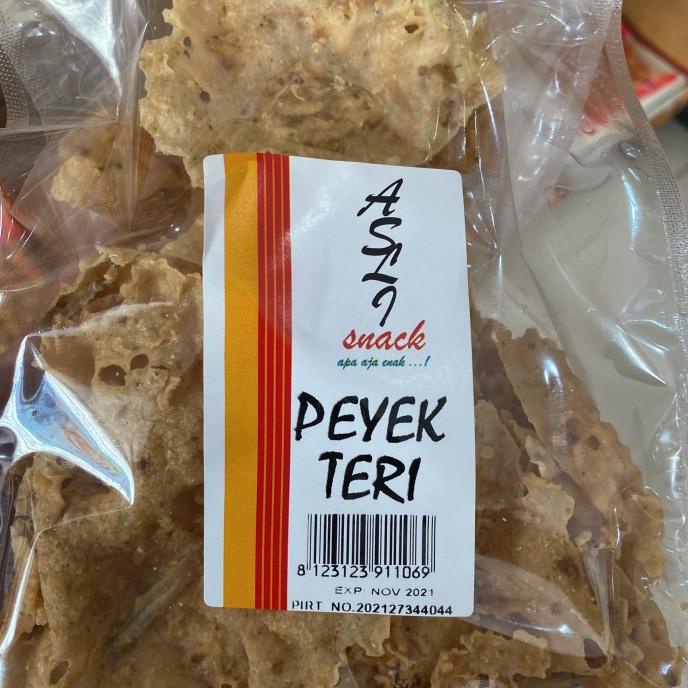 ASLI
snack
apa aja enak ...!
PEYEK
TERI
8 123123 911069
EXP: NOV 2021
PIRT NO.202127344044